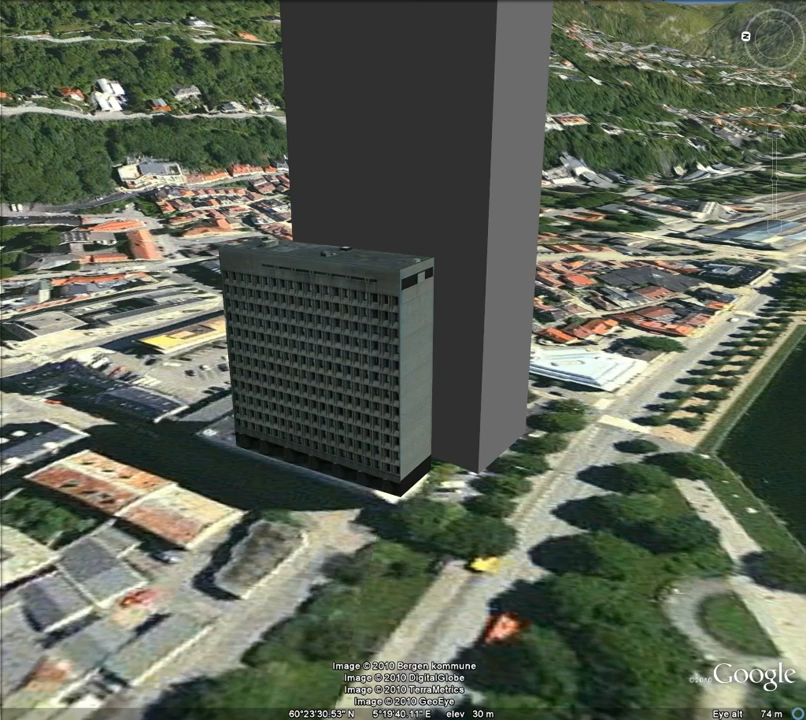 N
Image © 2010 Bergen kommune
Image © 2010 DigitalGlobe
Image © 2010 TerraMetrics
Image © 2010 GeoEye
©2010 Google
60°23'30.53" N 5°19'40.11" E elev 30 m Eye alt 74 m